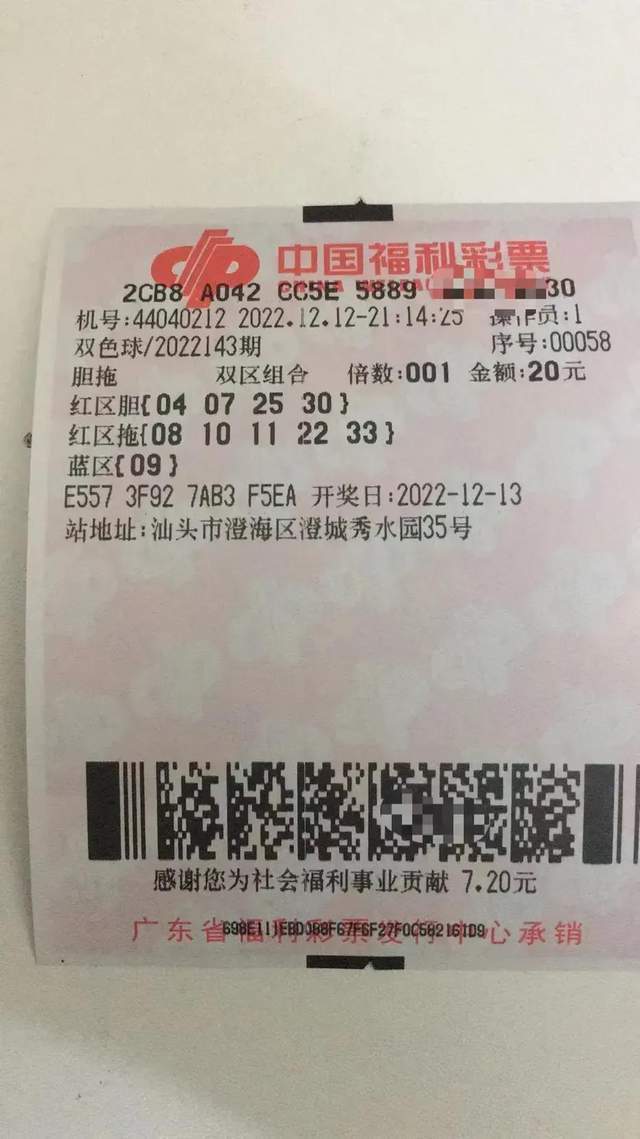 中国福利彩票
2CB8 A042 CC5E 5889 30
机号:44040212 2022.12.12-21:14:25 操作员:1
双色球/2022143期 序号:00058
胆拖 双区组合 倍数:001 金额:20元
红区胆{04 07 25 30}
红区拖{08 10 11 22 33}
蓝区{09}
E557 3F92 7AB3 F5EA 开奖日:2022-12-13
站地址:汕头市澄海区澄城秀水园35号
感谢您为社会福利事业贡献 7.20元
广东省福利彩票发行中心承销